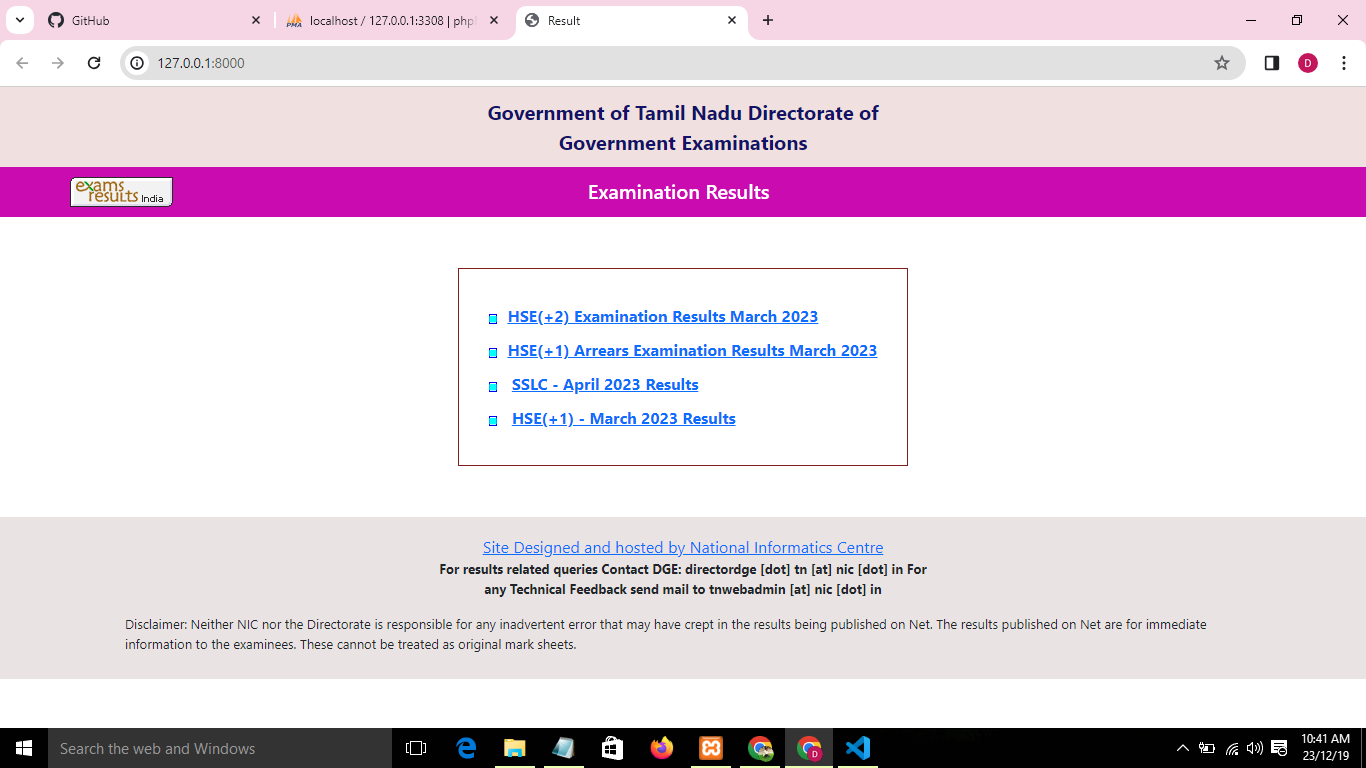 GitHub
localhost / 127.0.0.1:3308 | php
Result
127.0.0.1:8000
D
Government of Tamil Nadu Directorate of
Government Examinations
exams
results India
Examination Results
HSE(+2) Examination Results March 2023
HSE(+1) Arrears Examination Results March 2023
SSLC - April 2023 Results
HSE(+1) - March 2023 Results
Site Designed and hosted by National Informatics Centre
For results related queries Contact DGE: directordge [dot] tn [at] nic [dot] in For
any Technical Feedback send mail to tnwebadmin [at] nic [dot] in
Disclaimer: Neither NIC nor the Directorate is responsible for any inadvertent error that may have crept in the results being published on Net. The results published on Net are for immediate
information to the examinees. These cannot be treated as original mark sheets.
Search the web and Windows
D
10:41 AM
23/12/19